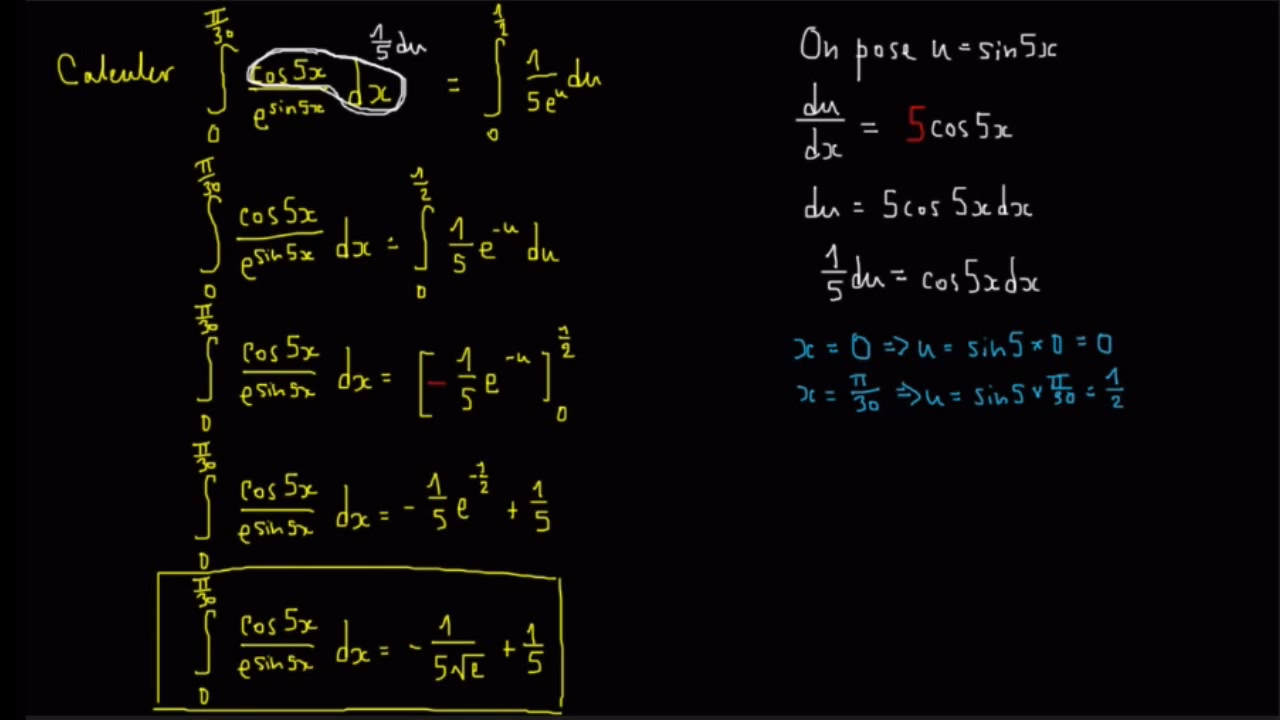 Calculer ∫₀^{π/30} cos5x / e^{sin5x} dx = ∫₀^{1/2} 1/(5e^u) du
1/5 du
∫₀^{π/30} cos5x / e^{sin5x} dx = ∫₀^{1/2} 1/5 e^{-u} du
∫₀^{π/30} cos5x / e^{sin5x} dx = [-1/5 e^{-u}]₀^{1/2}
∫₀^{π/30} cos5x / e^{sin5x} dx = -1/5 e^{-1/2} + 1/5
∫₀^{π/30} cos5x / e^{sin5x} dx = -1/(5√e) + 1/5
On pose u = sin5x
du/dx = 5cos5x
du = 5cos5xdx
1/5 du = cos5xdx
x = 0 => u = sin5×0 = 0
x = π/30 => u = sin5×π/30 = 1/2